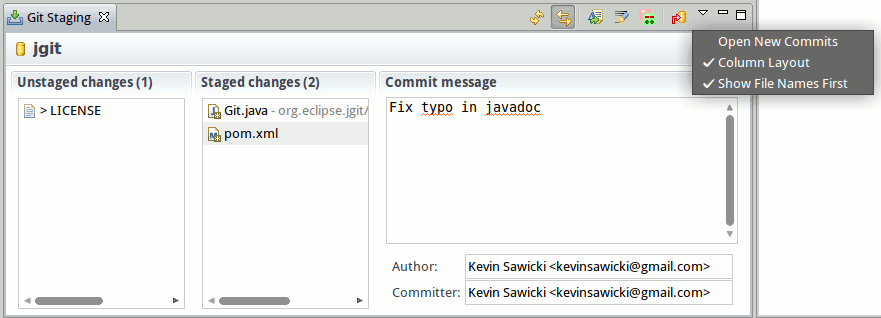 Git Staging
jgit
Open New Commits
Column Layout
Show File Names First
Unstaged changes (1)
> LICENSE
Staged changes (2)
Git.java - org.eclipse.jgit/
pom.xml
Commit message
Fix typo in javadoc
Author: Kevin Sawicki <kevinsawicki@gmail.com>
Committer: Kevin Sawicki <kevinsawicki@gmail.com>